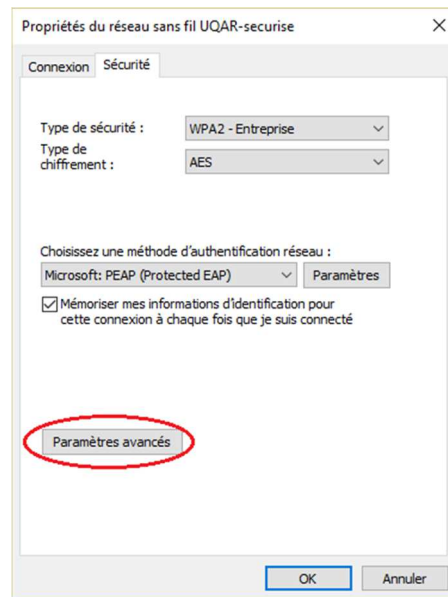 Propriétés du réseau sans fil UQAR-securise
Connexion Sécurité
Type de sécurité : WPA2 - Entreprise
Type de
chiffrement : AES
Choisissez une méthode d'authentification réseau :
Microsoft: PEAP (Protected EAP) Paramètres
Mémoriser mes informations d'identification pour
cette connexion à chaque fois que je suis connecté
Paramètres avancés
OK Annuler